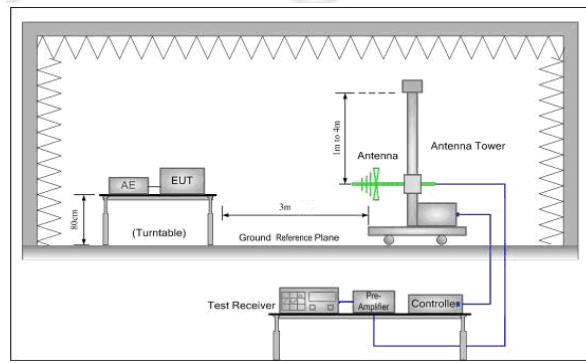 1m to 4m
Antenna
Antenna Tower
AE
EUT
80cm
(Turntable)
3m
Ground Reference Plane
Test Receiver
Pre-
Amplifier
Controller